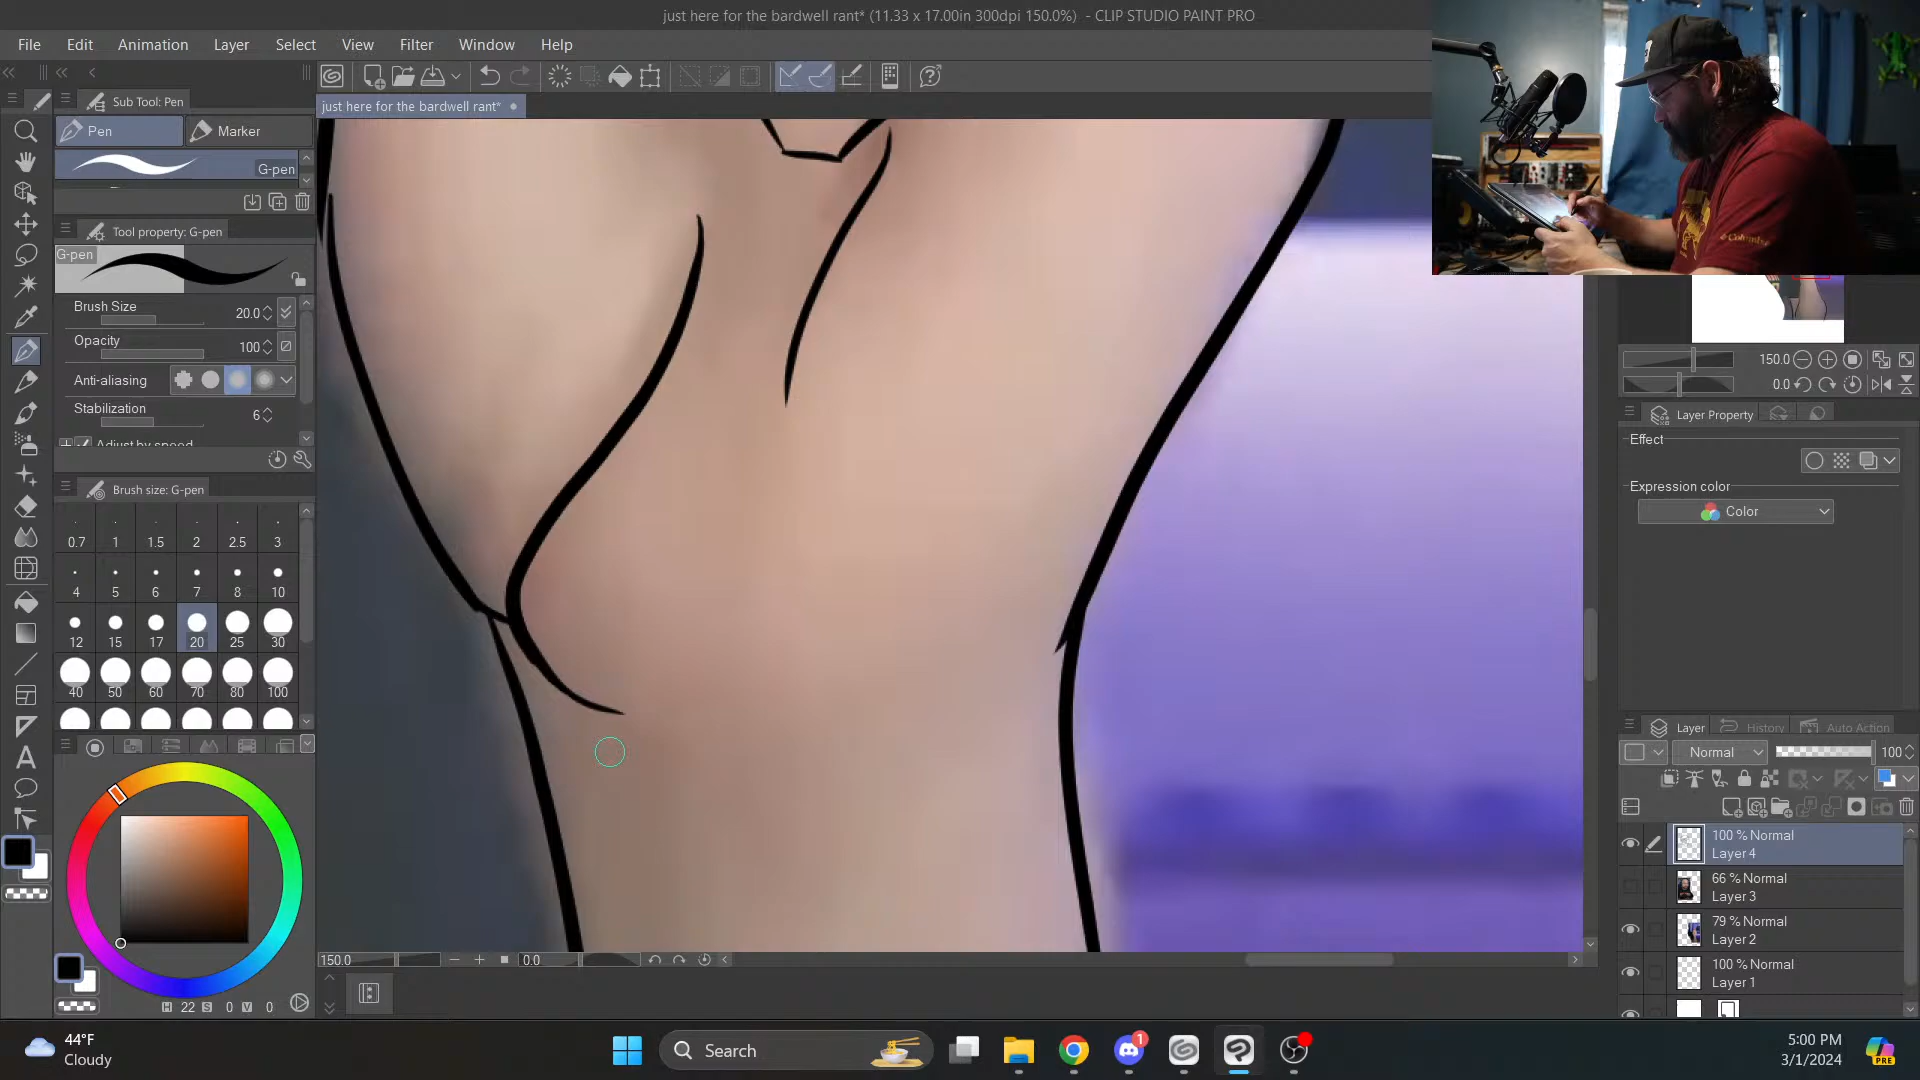 just here for the bardwell rant* (11.33 x 17.00in 300dpi 150.0%) - CLIP STUDIO PAINT PRO
File Edit Animation Layer Select View Filter Window Help
just here for the bardwell rant*
Sub Tool: Pen
Pen Marker
G-pen
Tool property: G-pen
G-pen
Brush Size 20.0
Opacity 100
Anti-aliasing
Stabilization 6
Adjust by speed
Brush size: G-pen
0.7 1 1.5 2 2.5 3
4 5 6 7 8 10
12 15 17 20 25 30
40 50 60 70 80 100
H 22 S 0 V 0
150.0 0.0
Columbia
150.0
0.0
Layer Property
Effect
Expression color
Color
Layer History Auto Action
Normal 100
100 % Normal
Layer 4
66 % Normal
Layer 3
79 % Normal
Layer 2
100 % Normal
Layer 1
44°F
Cloudy
Search
1
5:00 PM
3/1/2024
PRE